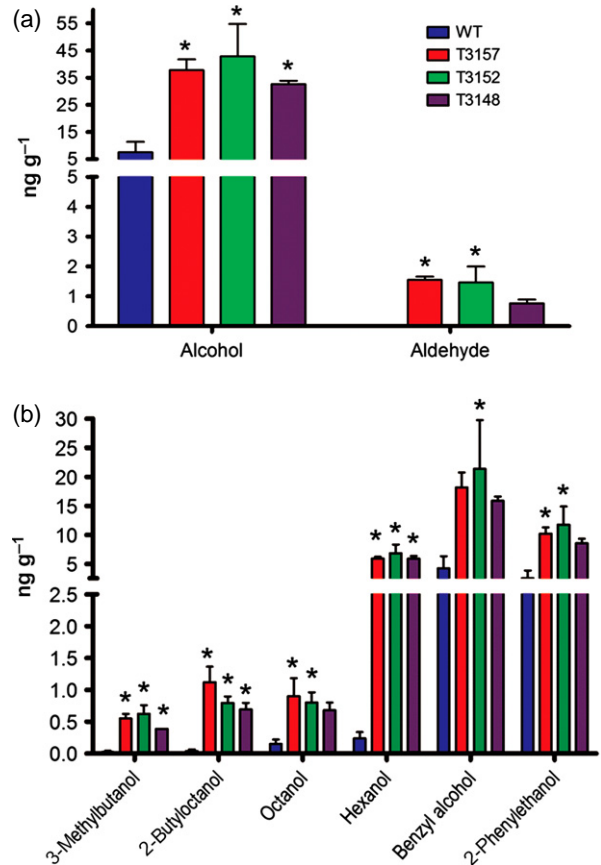 (a)
ng g–1
55
45
35
25
15
5
5
4
3
2
1
0
* * *
* *
WT
T3157
T3152
T3148
Alcohol Aldehyde
(b)
ng g–1
30
25
20
15
10
5
2.5
2.0
1.5
1.0
0.5
0.0
* * *
* * *
* *
* * *
*
* *
3-Methylbutanol
2-Butyloctanol
Octanol
Hexanol
Benzyl alcohol
2-Phenylethanol